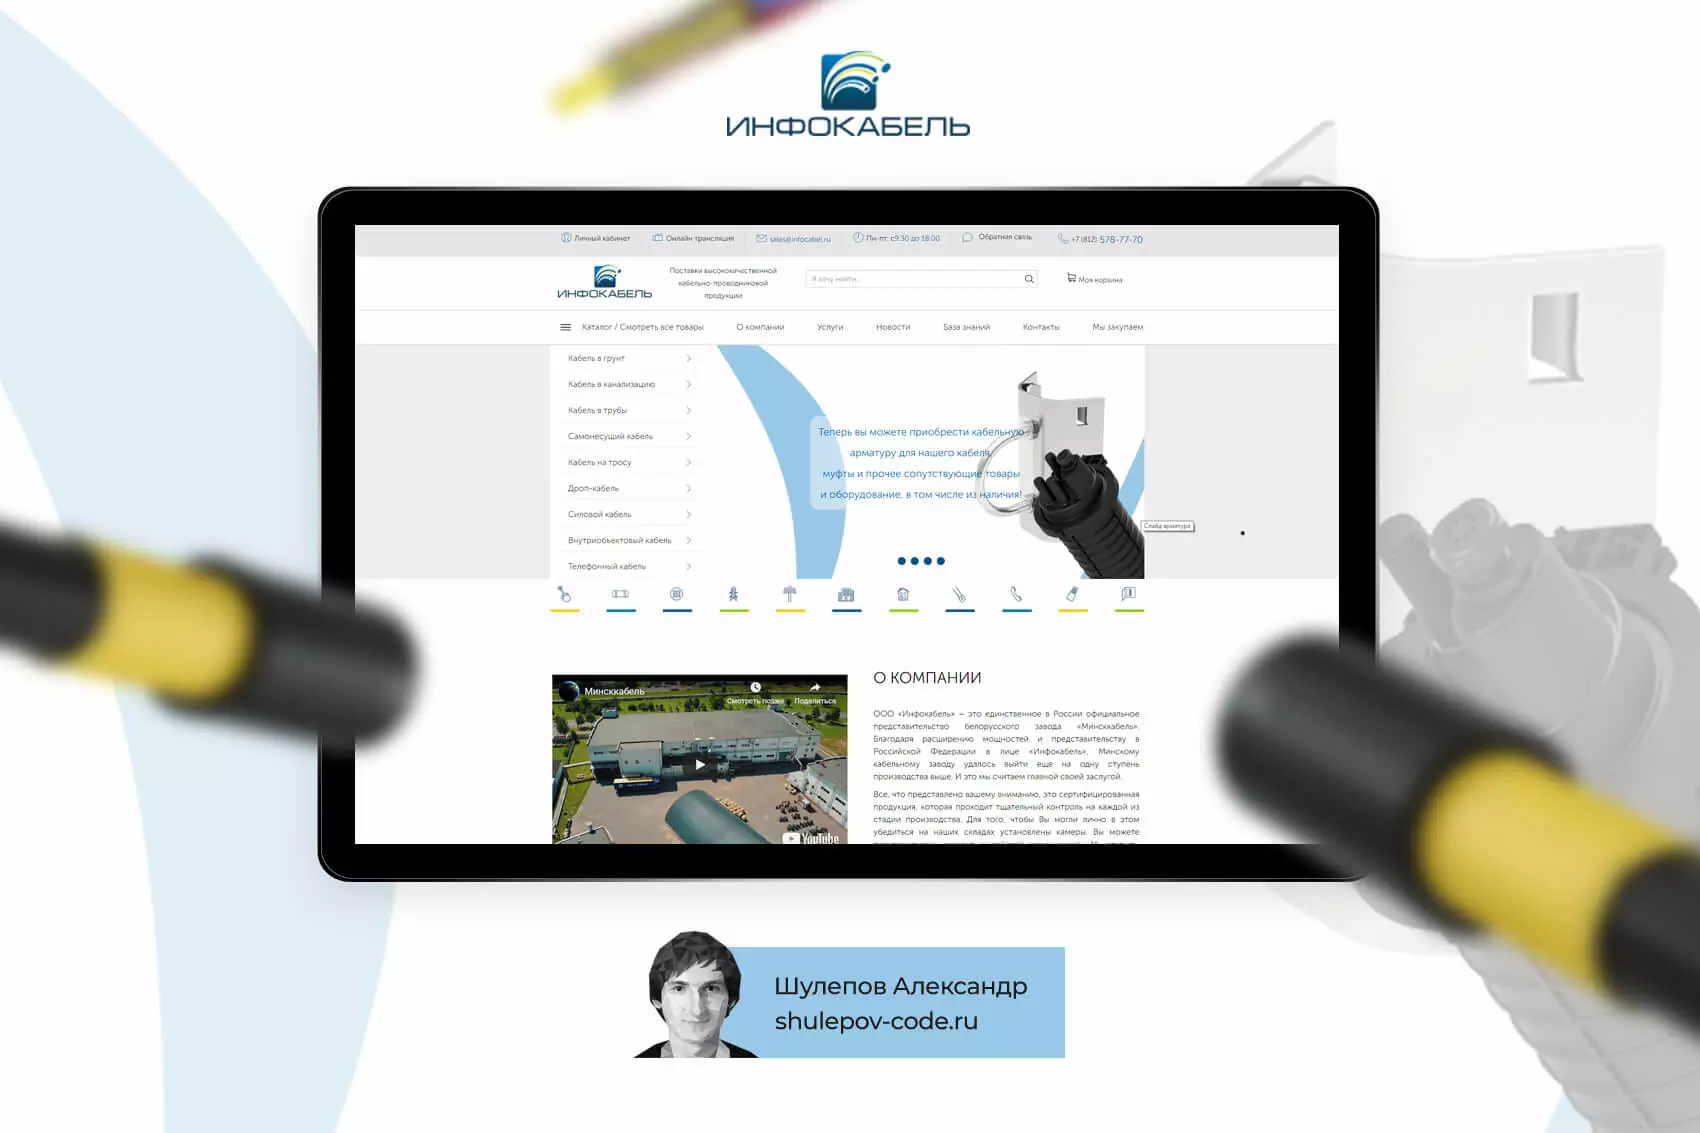 ИНФОКАБЕЛЬ
Личный кабинет
Онлайн трансляция
sales@infocabel.ru
Пн-пт: с9:30 до 18:00
Обратная связь
+7 (812) 578-77-70
ИНФОКАБЕЛЬ
Поставки высококачественной
кабельно-проводниковой
продукции
Я хочу найти...
Моя корзина
Каталог / Смотреть все товары
О компании
Услуги
Новости
База знаний
Контакты
Мы закупаем
Кабель в грунт
Кабель в канализацию
Кабель в трубы
Самонесущий кабель
Кабель на тросу
Дроп-кабель
Силовой кабель
Внутриобъектовый кабель
Телефонный кабель
Теперь вы можете приобрести кабельную
арматуру для нашего кабеля,
муфты и прочее сопутствующие товары
и оборудование, в том числе из наличия!
Слайд арматура
Минсккабель
Смотреть позже
Поделиться
YouTube
О КОМПАНИИ
ООО «Инфокабель» – это единственное в России официальное
представительство белорусского завода «Минсккабель».
Благодаря расширению мощностей и представительству в
Российской Федерации в лице «Инфокабель», Минскому
кабельному заводу удалось выйти еще на одну ступень
производства выше. И это мы считаем главной своей заслугой.
Все, что представлено вашему вниманию, это сертифицированная
продукция, которая проходит тщательный контроль на каждой из
стадии производства. Для того, чтобы Вы могли лично в этом
убедиться на наших складах установлены камеры. Вы можете
Шулепов Александр
shulepov-code.ru